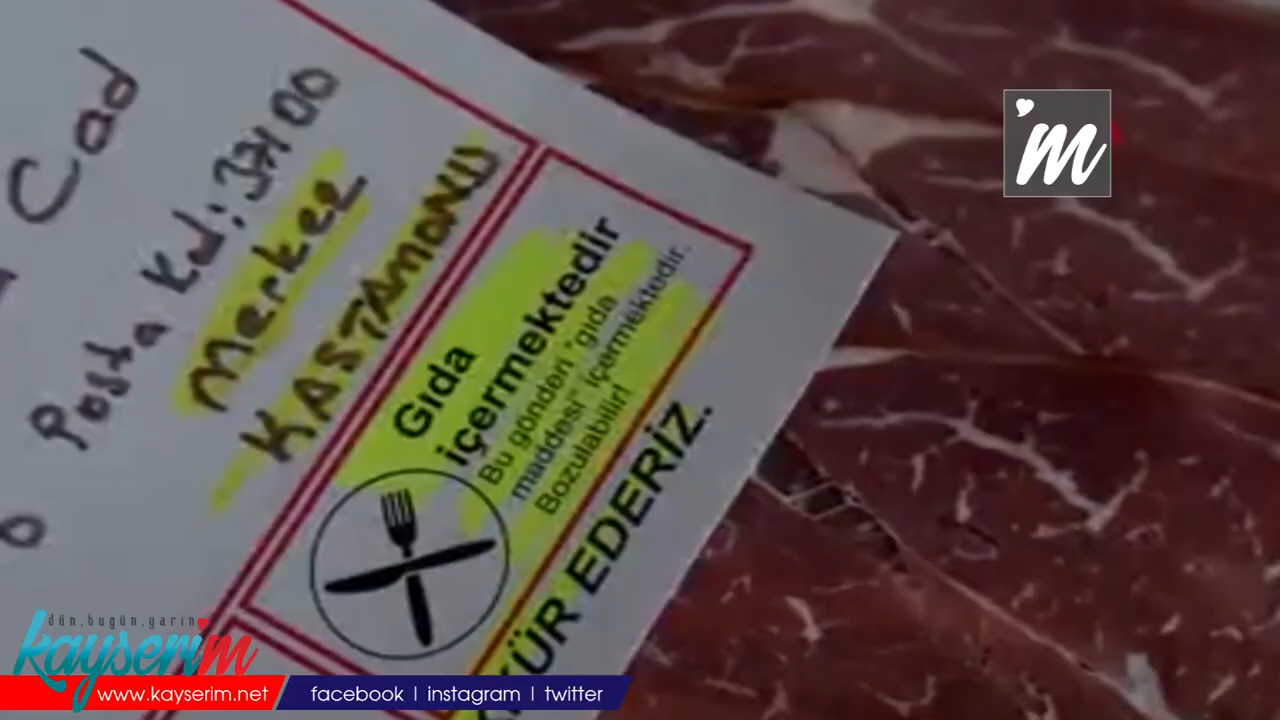 Cad
Posta Kd: 37100
Merkez
KASTAMONU
Gıda
içermektedir
Bu gönderi "gıda
maddesi" içermektedir.
Bozulabilir!
KÜR EDERİZ.
'm
dün.bugün.yarın
kayserim
www.kayserim.net
facebook | instagram | twitter